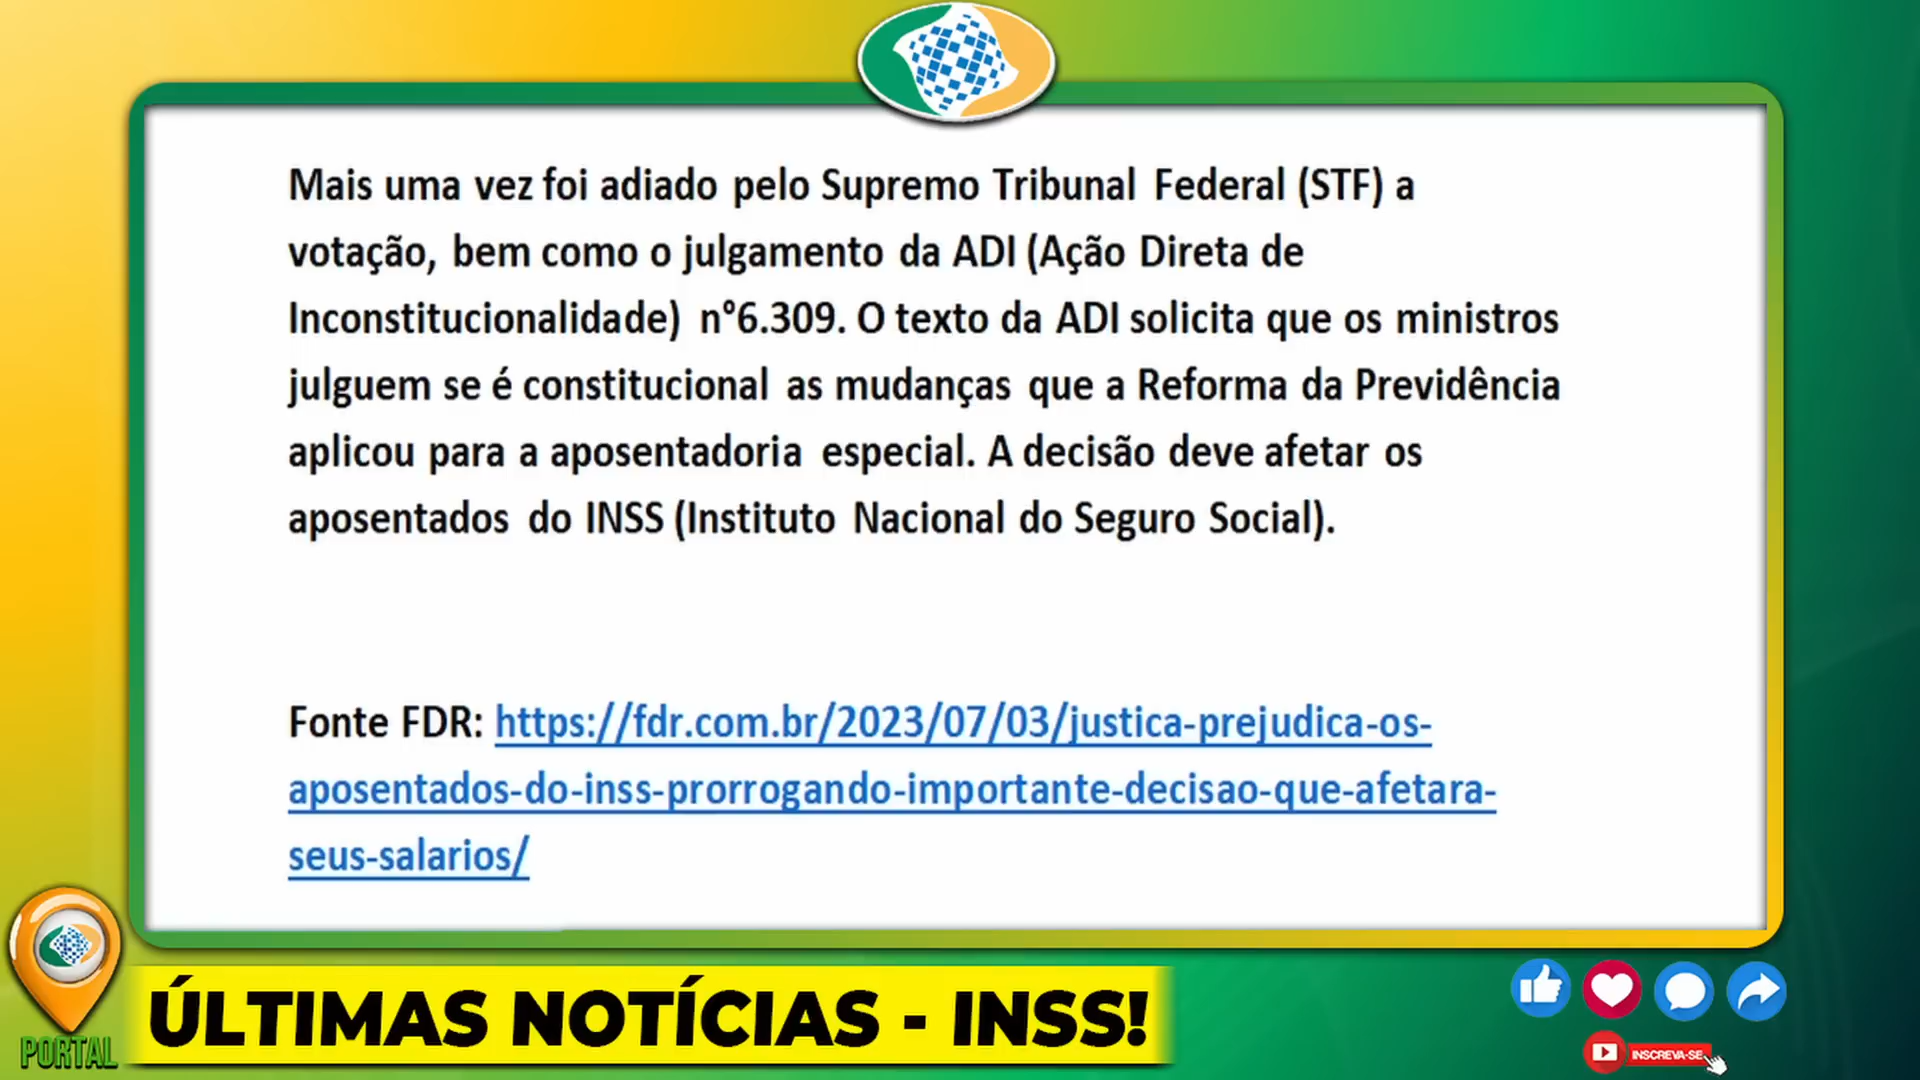 Mais uma vez foi adiado pelo Supremo Tribunal Federal (STF) a
votação, bem como o julgamento da ADI (Ação Direta de
Inconstitucionalidade) n°6.309. O texto da ADI solicita que os ministros
julguem se é constitucional as mudanças que a Reforma da Previdência
aplicou para a aposentadoria especial. A decisão deve afetar os
aposentados do INSS (Instituto Nacional do Seguro Social).
Fonte FDR: https://fdr.com.br/2023/07/03/justica-prejudica-os-
aposentados-do-inss-prorrogando-importante-decisao-que-afetara-
seus-salarios/
PORTAL
ÚLTIMAS NOTÍCIAS - INSS!
INSCREVA-SE